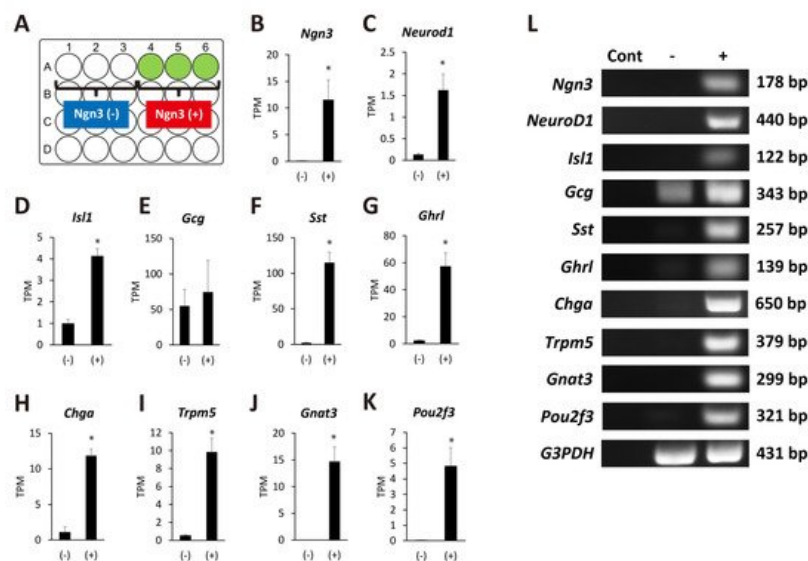 A
1 2 3 4 5 6
A
B
C
D
Ngn3 (-)
Ngn3 (+)
B
Ngn3
TPM
20
15
10
5
0
*
(-) (+)
C
Neurod1
TPM
2.5
2
1.5
1
0.5
0
*
(-) (+)
D
Isl1
TPM
5
4
3
2
1
0
*
(-) (+)
E
Gcg
150
100
50
0
(-) (+)
F
Sst
TPM
150
100
50
0
*
(-) (+)
G
Ghrl
TPM
80
60
40
20
0
*
(-) (+)
H
Chga
TPM
15
10
5
0
*
(-) (+)
I
Trpm5
TPM
12
10
8
6
4
2
0
*
(-) (+)
J
Gnat3
TPM
20
15
10
5
0
*
(-) (+)
K
Pou2f3
TPM
7
6
5
4
3
2
1
0
*
(-) (+)
L
Cont - +
Ngn3 178 bp
NeuroD1 440 bp
Isl1 122 bp
Gcg 343 bp
Sst 257 bp
Ghrl 139 bp
Chga 650 bp
Trpm5 379 bp
Gnat3 299 bp
Pou2f3 321 bp
G3PDH 431 bp